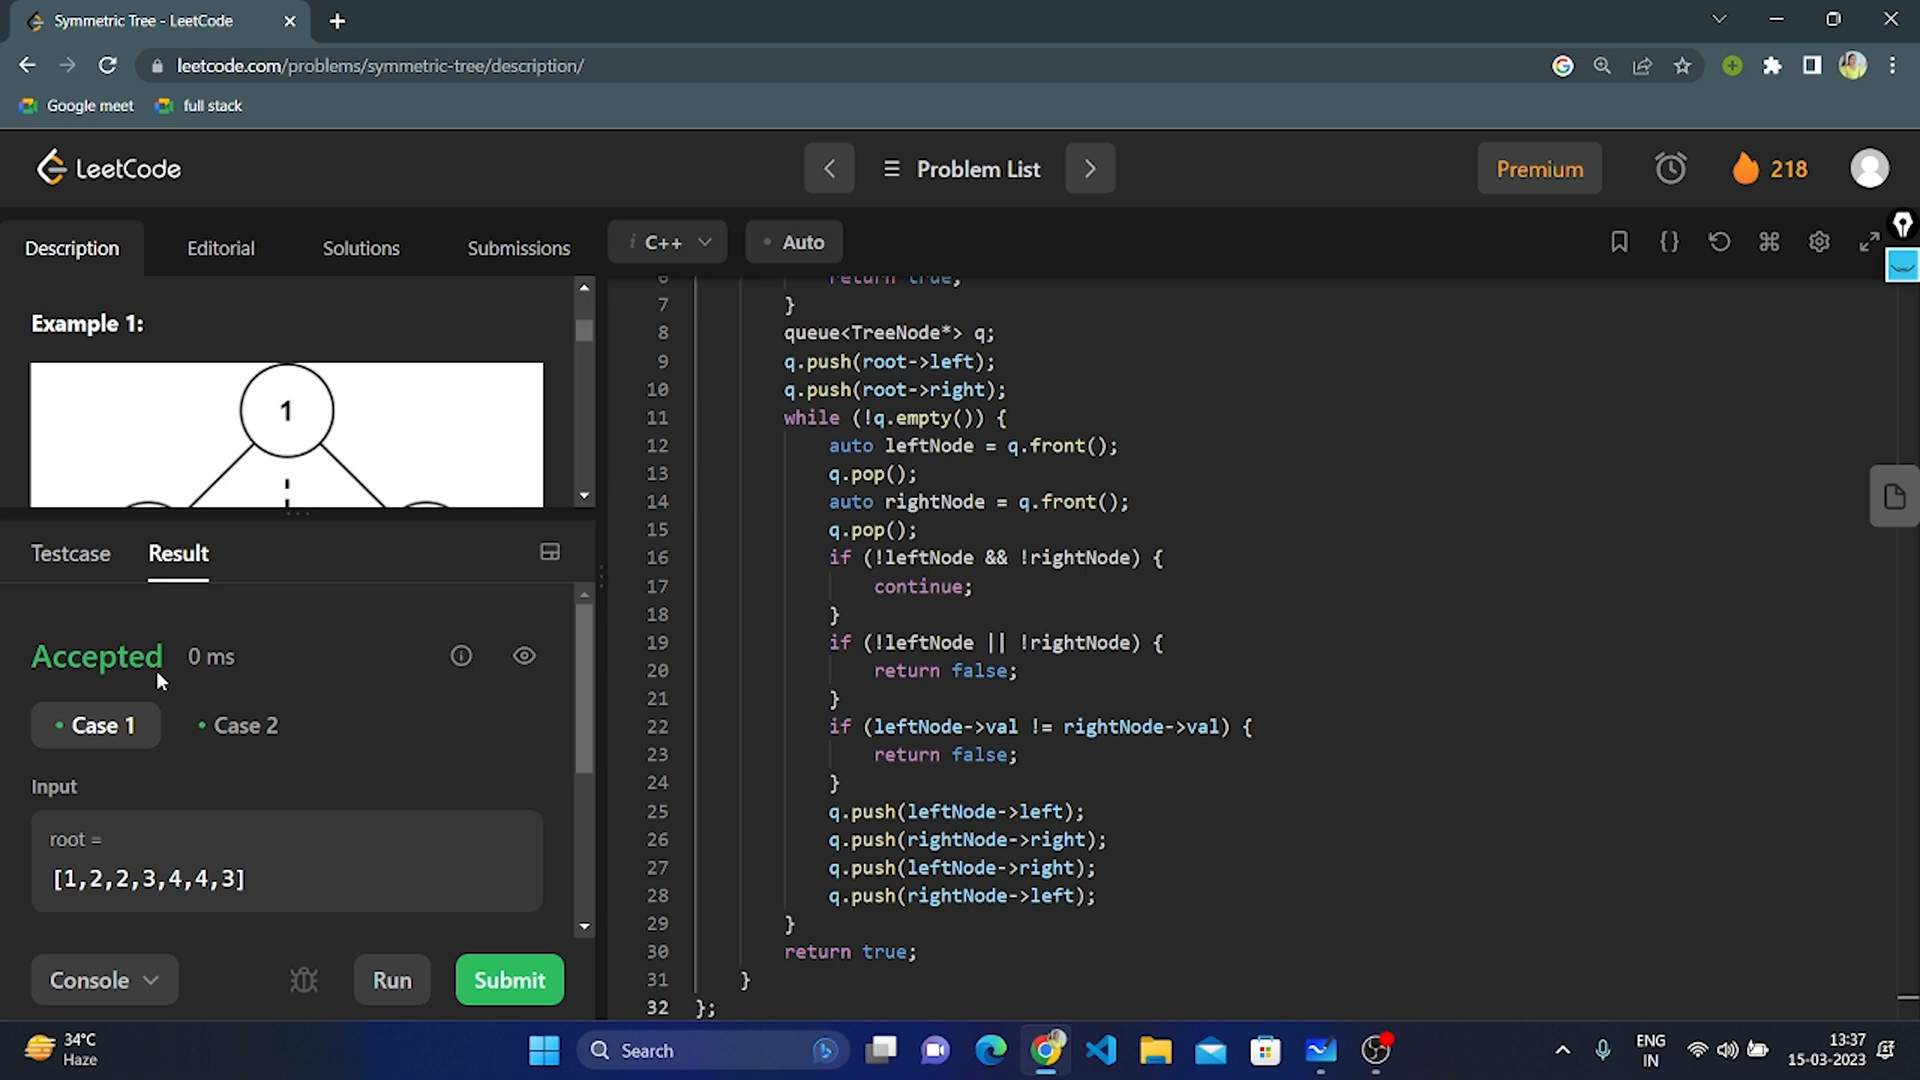 Symmetric Tree - LeetCode
leetcode.com/problems/symmetric-tree/description/
Google meet full stack
LeetCode
Problem List
Premium
218
Description Editorial Solutions Submissions
Example 1:
1
Testcase Result
Accepted 0 ms
• Case 1 • Case 2
Input
root =
[1,2,2,3,4,4,3]
Console Run Submit
i C++ • Auto
6 return true;
7 }
8 queue<TreeNode*> q;
9 q.push(root->left);
10 q.push(root->right);
11 while (!q.empty()) {
12 auto leftNode = q.front();
13 q.pop();
14 auto rightNode = q.front();
15 q.pop();
16 if (!leftNode && !rightNode) {
17 continue;
18 }
19 if (!leftNode || !rightNode) {
20 return false;
21 }
22 if (leftNode->val != rightNode->val) {
23 return false;
24 }
25 q.push(leftNode->left);
26 q.push(rightNode->right);
27 q.push(leftNode->right);
28 q.push(rightNode->left);
29 }
30 return true;
31 }
32 };
34°C
Haze
Search
ENG
IN
13:37
15-03-2023